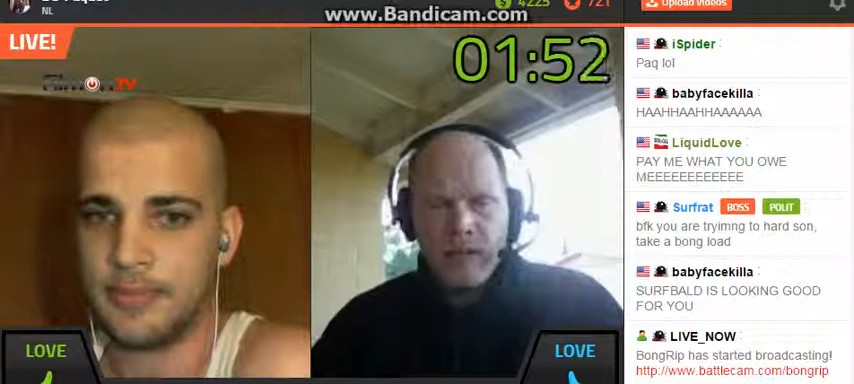 www.Bandicam.com
4225
721
Upload videos
NL
LIVE!
FilmOn.TV
01:52
iSpider :
Paq lol
babyfacekilla :
HAAHHAAHHAAAAAA
LiquidLove :
PAY ME WHAT YOU OWE
MEEEEEEEEEEE
Surfrat BOSS POLIT :
bfk you are tryimng to hard son,
take a bong load
babyfacekilla :
SURFBALD IS LOOKING GOOD
FOR YOU
LIVE_NOW :
BongRip has started broadcasting!
http://www.battlecam.com/bongrip
LOVE
LOVE